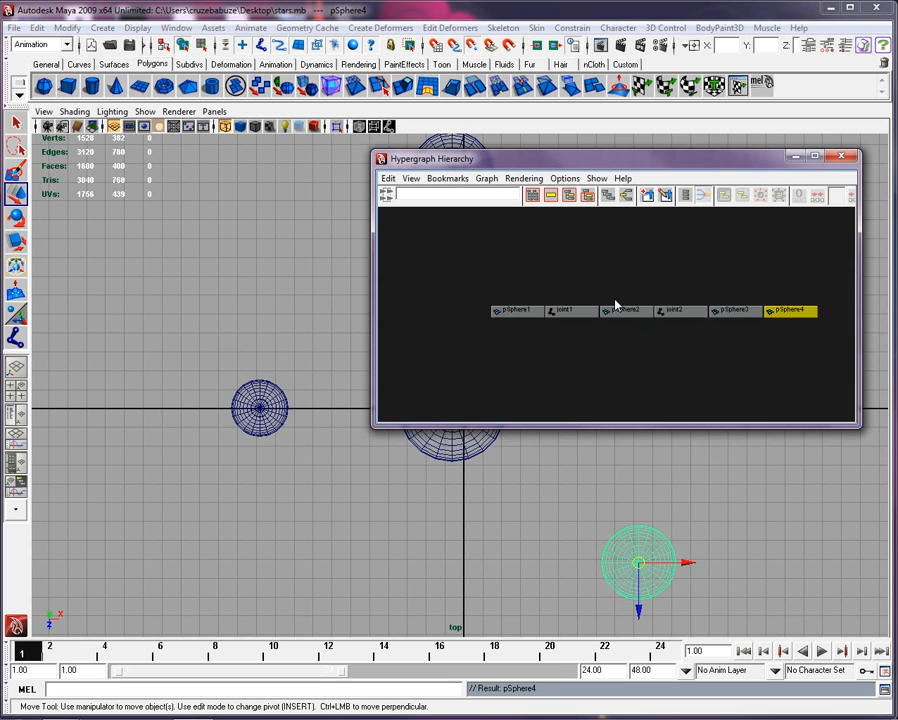 Autodesk Maya 2009 x64 Unlimited: C:\Users\cruzebabuze\Desktop\stars.mb --- pSphere4
File Edit Modify Create Display Window Assets Animate Geometry Cache Create Deformers Edit Deformers Skeleton Skin Constrain Character 3D Control BodyPaint3D Muscle Help
Animation X: Y: Z:
General Curves Surfaces Polygons Subdivs Deformation Animation Dynamics Rendering PaintEffects Toon Muscle Fluids Fur Hair nCloth Custom
mel
View Shading Lighting Show Renderer Panels
Verts: 1528 382 0
Edges: 3120 780 0
Faces: 1600 400 0
Tris: 3040 760 0
UVs: 1756 439 0
Hypergraph Hierarchy
Edit View Bookmarks Graph Rendering Options Show Help
pSphere1 joint1 joint2 pSphere3 pSphere4
Y X
Z
top
2 4 6 8 10 12 14 16 18 20 22 24
1 1.00
1.00 1.00 24.00 48.00 No Anim Layer No Character Set
MEL // Result: pSphere4
Move Tool: Use manipulator to move object(s). Use edit mode to change pivot (INSERT). Ctrl+LMB to move perpendicular.